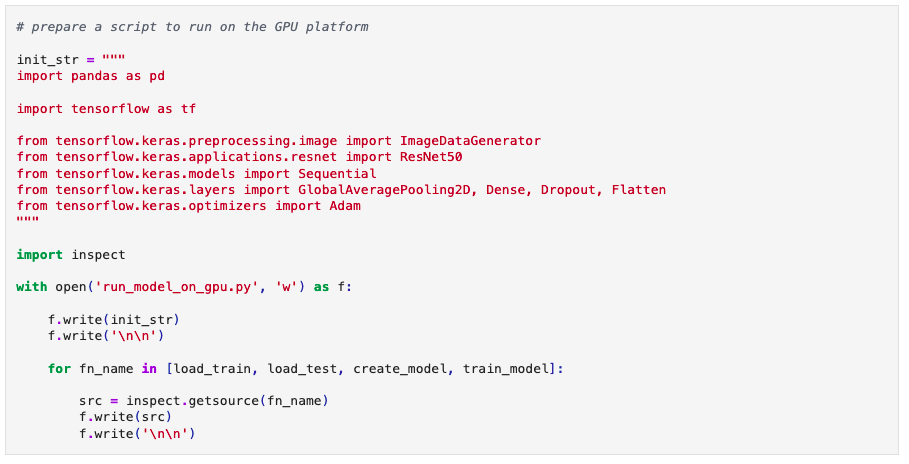 # prepare a script to run on the GPU platform
init_str = """
import pandas as pd
import tensorflow as tf
from tensorflow.keras.preprocessing.image import ImageDataGenerator
from tensorflow.keras.applications.resnet import ResNet50
from tensorflow.keras.models import Sequential
from tensorflow.keras.layers import GlobalAveragePooling2D, Dense, Dropout, Flatten
from tensorflow.keras.optimizers import Adam
"""
import inspect
with open('run_model_on_gpu.py', 'w') as f:
    f.write(init_str)
    f.write('\n\n')
    for fn_name in [load_train, load_test, create_model, train_model]:
        src = inspect.getsource(fn_name)
        f.write(src)
        f.write('\n\n')